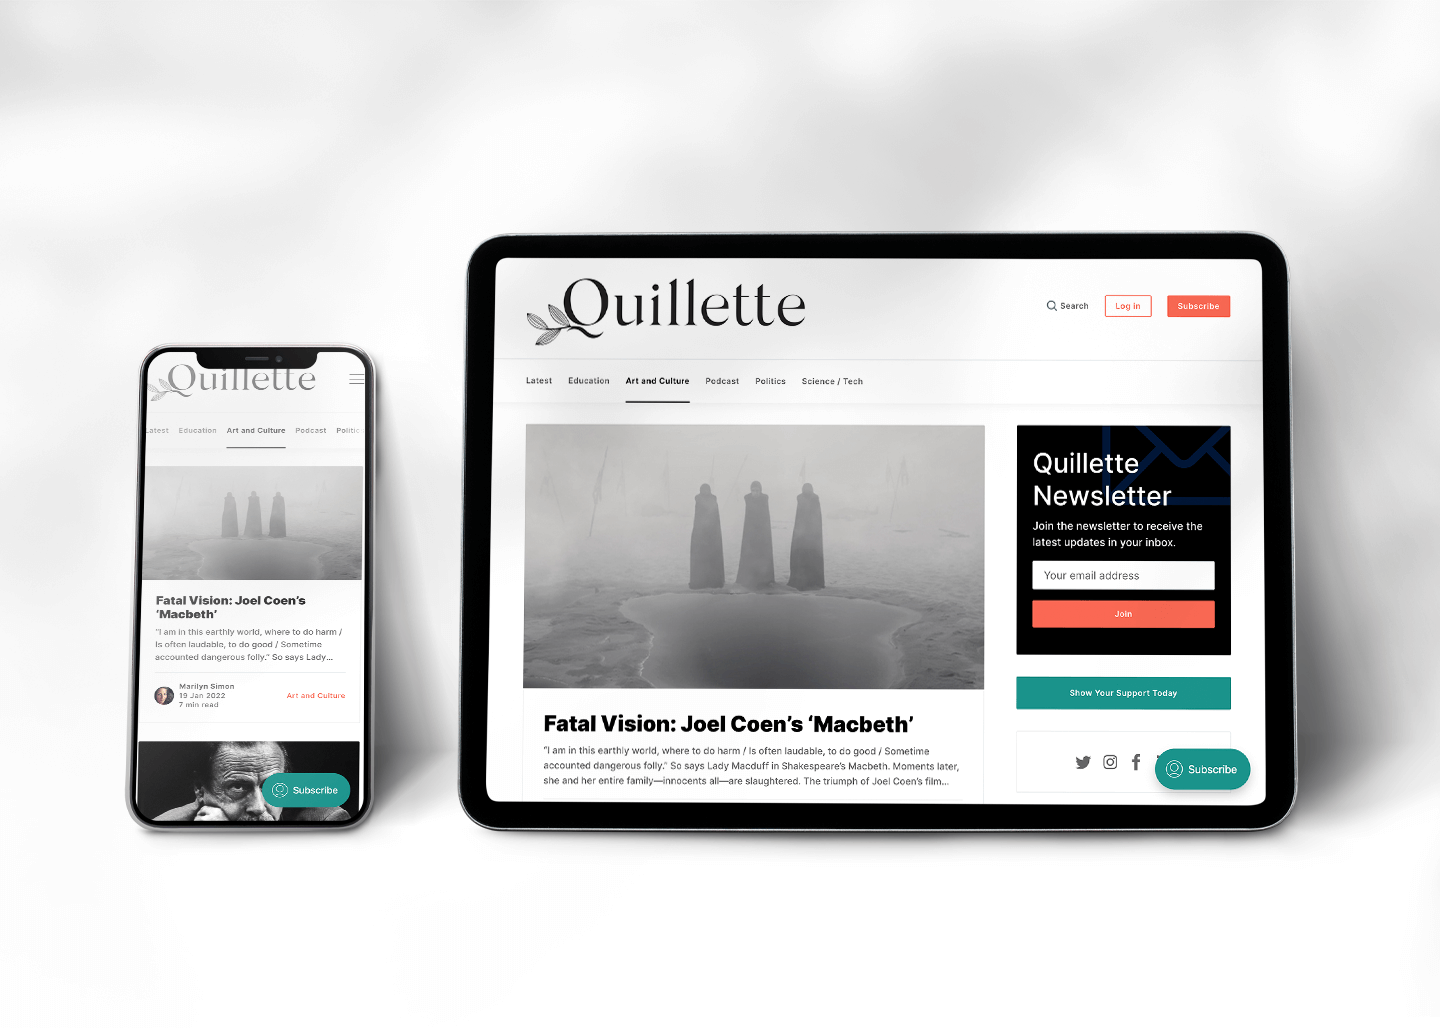 Quillette
Latest Education Art and Culture Podcast Politic
Fatal Vision: Joel Coen's
'Macbeth'
"I am in this earthly world, where to do harm /
Is often laudable, to do good / Sometime
accounted dangerous folly." So says Lady...
Marilyn Simon
19 Jan 2022
7 min read
Art and Culture
Subscribe
Quillette
Search
Log in
Subscribe
Latest Education Art and Culture Podcast Politics Science / Tech
Fatal Vision: Joel Coen's 'Macbeth'
"I am in this earthly world, where to do harm / Is often laudable, to do good / Sometime
accounted dangerous folly." So says Lady Macduff in Shakespeare's Macbeth. Moments later,
she and her entire family—innocents all—are slaughtered. The triumph of Joel Coen's film...
Quillette
Newsletter
Join the newsletter to receive the
latest updates in your inbox.
Your email address
Join
Show Your Support Today
Subscribe